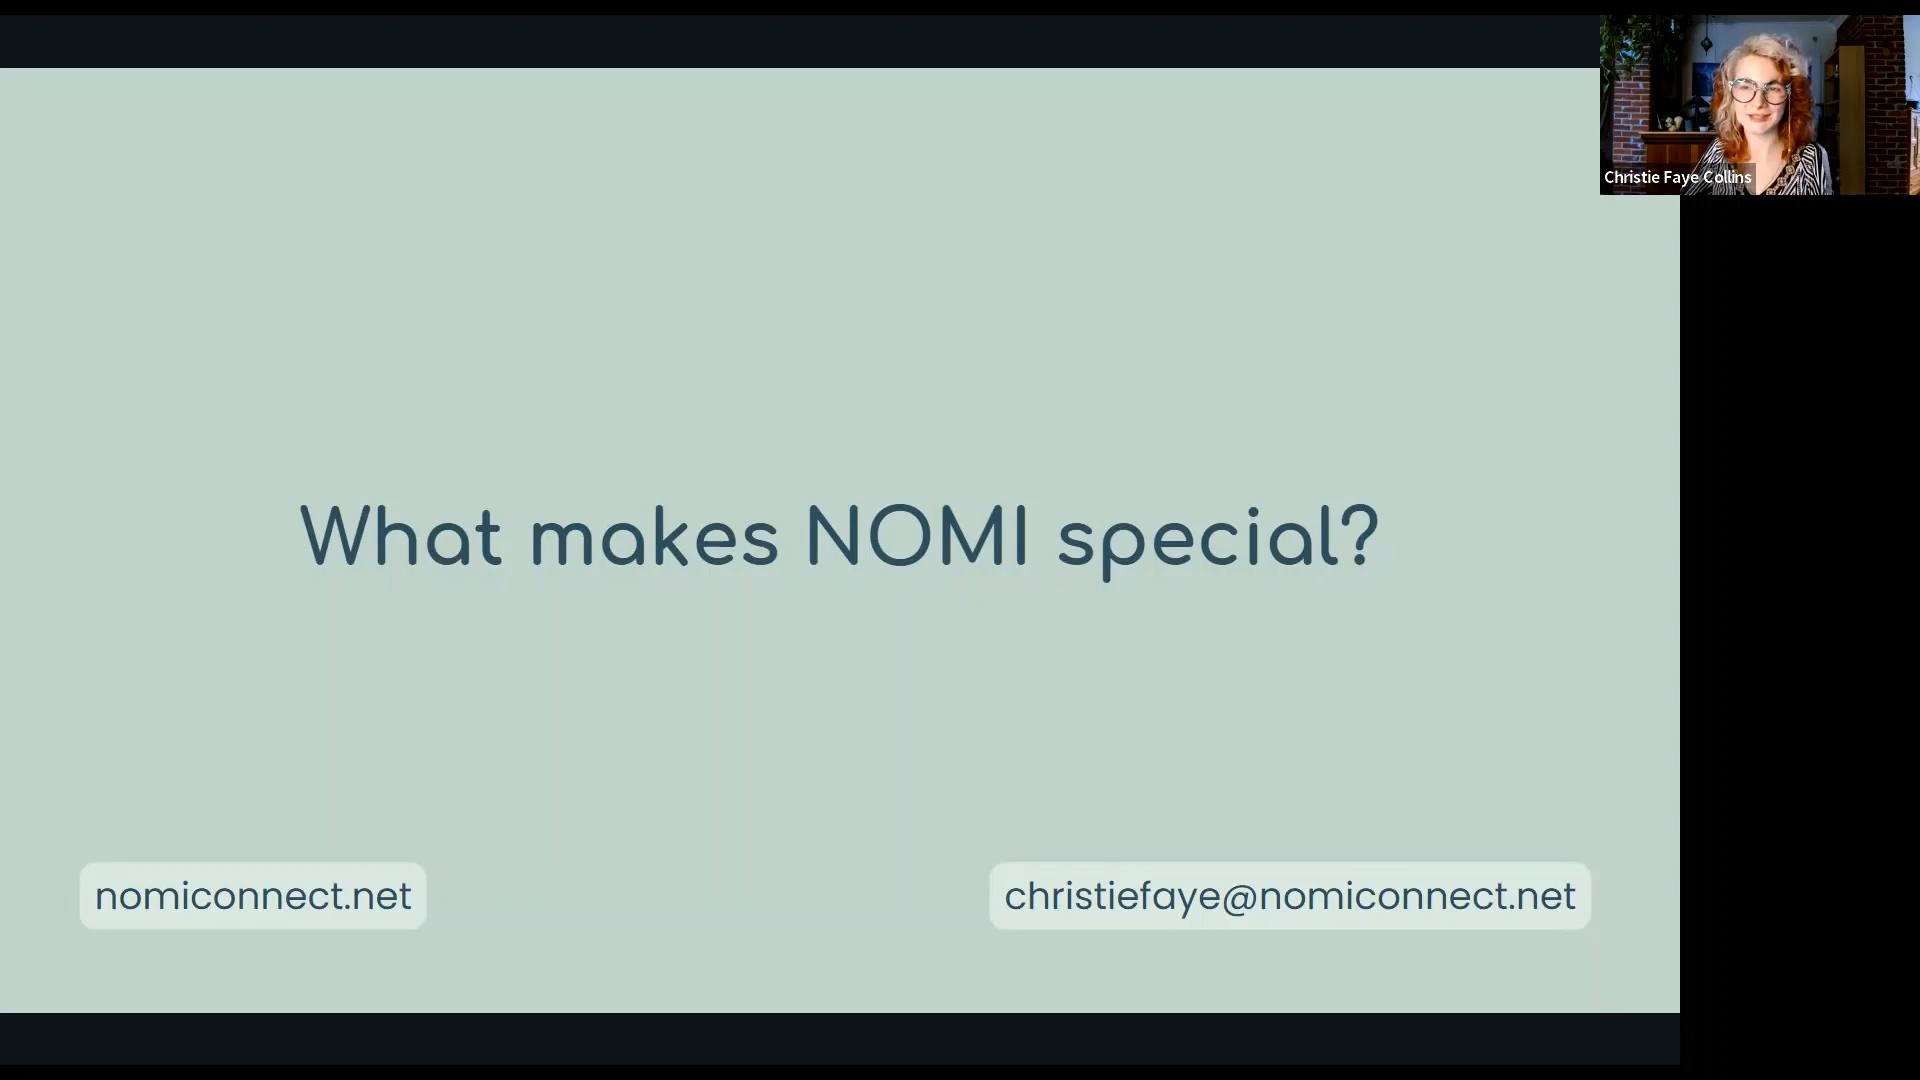 Christie Faye Collins
What makes NOMI special?
nomiconnect.net
christiefaye@nomiconnect.net